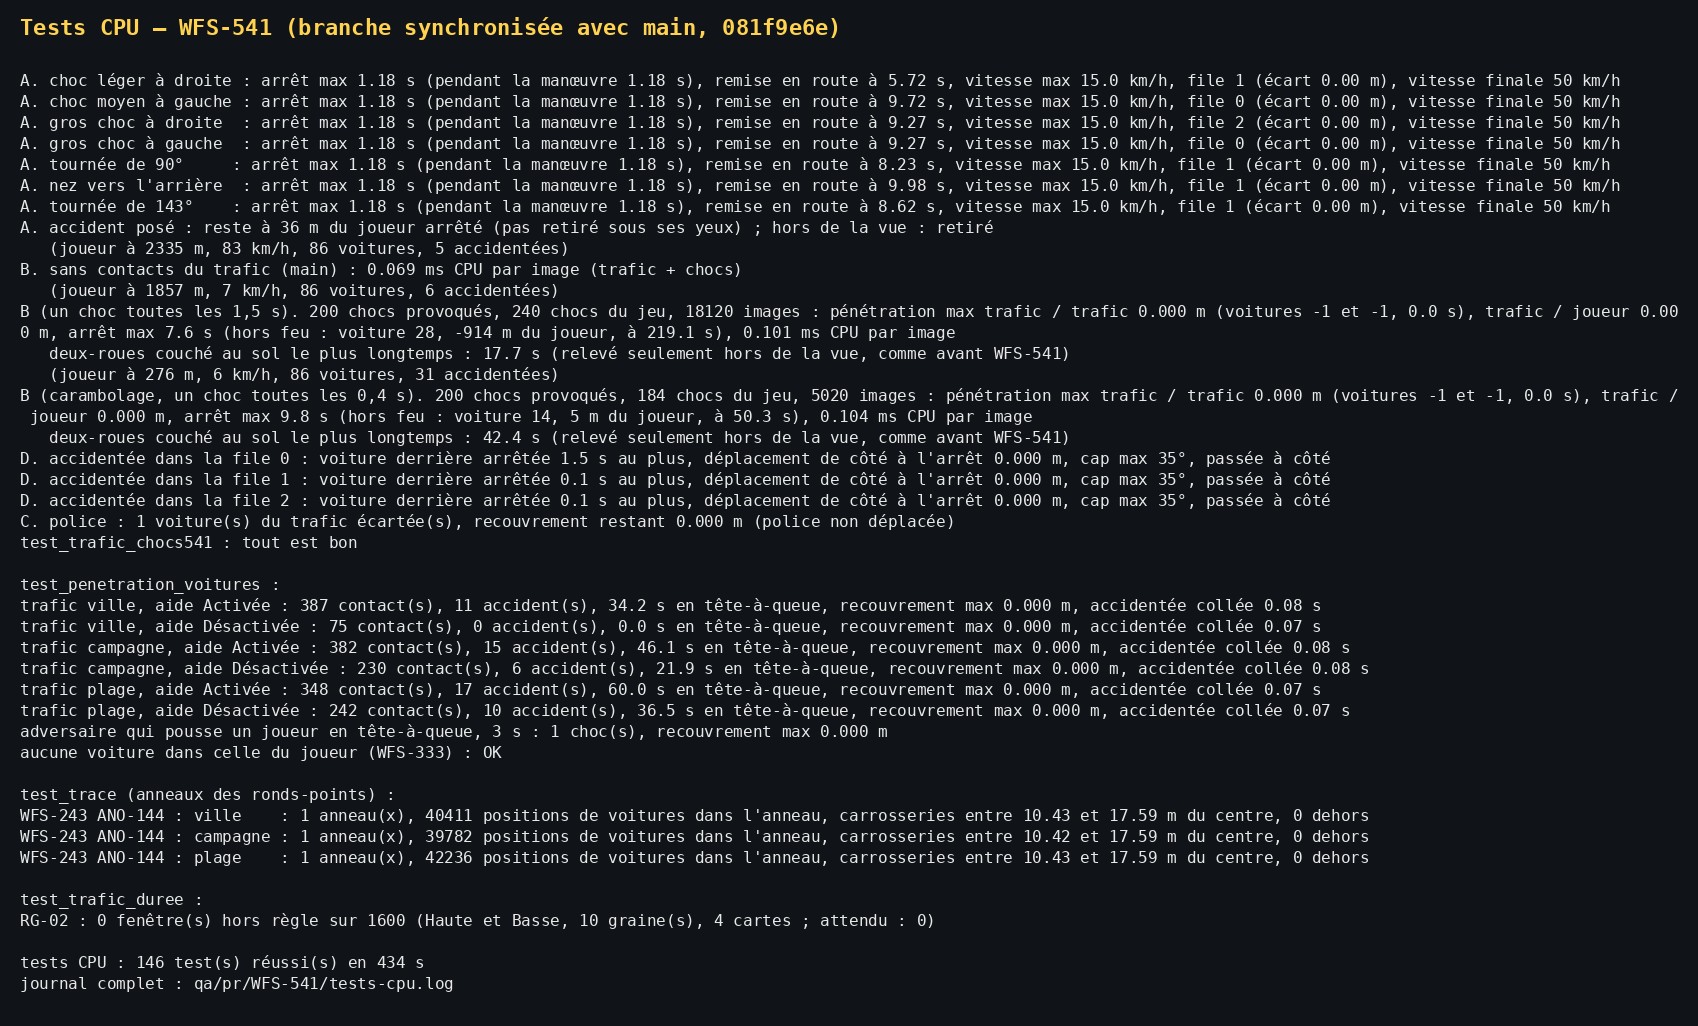 Tests CPU — WFS-541 (branche synchronisée avec main, 081f9e6e)
A. choc léger à droite : arrêt max 1.18 s (pendant la manœuvre 1.18 s), remise en route à 5.72 s, vitesse max 15.0 km/h, file 1 (écart 0.00 m), vitesse finale 50 km/h
A. choc moyen à gauche : arrêt max 1.18 s (pendant la manœuvre 1.18 s), remise en route à 9.72 s, vitesse max 15.0 km/h, file 0 (écart 0.00 m), vitesse finale 50 km/h
A. gros choc à droite  : arrêt max 1.18 s (pendant la manœuvre 1.18 s), remise en route à 9.27 s, vitesse max 15.0 km/h, file 2 (écart 0.00 m), vitesse finale 50 km/h
A. gros choc à gauche  : arrêt max 1.18 s (pendant la manœuvre 1.18 s), remise en route à 9.27 s, vitesse max 15.0 km/h, file 0 (écart 0.00 m), vitesse finale 50 km/h
A. tournée de 90°     : arrêt max 1.18 s (pendant la manœuvre 1.18 s), remise en route à 8.23 s, vitesse max 15.0 km/h, file 1 (écart 0.00 m), vitesse finale 50 km/h
A. nez vers l'arrière  : arrêt max 1.18 s (pendant la manœuvre 1.18 s), remise en route à 9.98 s, vitesse max 15.0 km/h, file 1 (écart 0.00 m), vitesse finale 50 km/h
A. tournée de 143°    : arrêt max 1.18 s (pendant la manœuvre 1.18 s), remise en route à 8.62 s, vitesse max 15.0 km/h, file 1 (écart 0.00 m), vitesse finale 50 km/h
A. accident posé : reste à 36 m du joueur arrêté (pas retiré sous ses yeux) ; hors de la vue : retiré
   (joueur à 2335 m, 83 km/h, 86 voitures, 5 accidentées)
B. sans contacts du trafic (main) : 0.069 ms CPU par image (trafic + chocs)
   (joueur à 1857 m, 7 km/h, 86 voitures, 6 accidentées)
B (un choc toutes les 1,5 s). 200 chocs provoqués, 240 chocs du jeu, 18120 images : pénétration max trafic / trafic 0.000 m (voitures -1 et -1, 0.0 s), trafic / joueur 0.00
0 m, arrêt max 7.6 s (hors feu : voiture 28, -914 m du joueur, à 219.1 s), 0.101 ms CPU par image
   deux-roues couché au sol le plus longtemps : 17.7 s (relevé seulement hors de la vue, comme avant WFS-541)
   (joueur à 276 m, 6 km/h, 86 voitures, 31 accidentées)
B (carambolage, un choc toutes les 0,4 s). 200 chocs provoqués, 184 chocs du jeu, 5020 images : pénétration max trafic / trafic 0.000 m (voitures -1 et -1, 0.0 s), trafic /
 joueur 0.000 m, arrêt max 9.8 s (hors feu : voiture 14, 5 m du joueur, à 50.3 s), 0.104 ms CPU par image
   deux-roues couché au sol le plus longtemps : 42.4 s (relevé seulement hors de la vue, comme avant WFS-541)
D. accidentée dans la file 0 : voiture derrière arrêtée 1.5 s au plus, déplacement de côté à l'arrêt 0.000 m, cap max 35°, passée à côté
D. accidentée dans la file 1 : voiture derrière arrêtée 0.1 s au plus, déplacement de côté à l'arrêt 0.000 m, cap max 35°, passée à côté
D. accidentée dans la file 2 : voiture derrière arrêtée 0.1 s au plus, déplacement de côté à l'arrêt 0.000 m, cap max 35°, passée à côté
C. police : 1 voiture(s) du trafic écartée(s), recouvrement restant 0.000 m (police non déplacée)
test_trafic_chocs541 : tout est bon
test_penetration_voitures :
trafic ville, aide Activée : 387 contact(s), 11 accident(s), 34.2 s en tête-à-queue, recouvrement max 0.000 m, accidentée collée 0.08 s
trafic ville, aide Désactivée : 75 contact(s), 0 accident(s), 0.0 s en tête-à-queue, recouvrement max 0.000 m, accidentée collée 0.07 s
trafic campagne, aide Activée : 382 contact(s), 15 accident(s), 46.1 s en tête-à-queue, recouvrement max 0.000 m, accidentée collée 0.08 s
trafic campagne, aide Désactivée : 230 contact(s), 6 accident(s), 21.9 s en tête-à-queue, recouvrement max 0.000 m, accidentée collée 0.08 s
trafic plage, aide Activée : 348 contact(s), 17 accident(s), 60.0 s en tête-à-queue, recouvrement max 0.000 m, accidentée collée 0.07 s
trafic plage, aide Désactivée : 242 contact(s), 10 accident(s), 36.5 s en tête-à-queue, recouvrement max 0.000 m, accidentée collée 0.07 s
adversaire qui pousse un joueur en tête-à-queue, 3 s : 1 choc(s), recouvrement max 0.000 m
aucune voiture dans celle du joueur (WFS-333) : OK
test_trace (anneaux des ronds-points) :
WFS-243 ANO-144 : ville    : 1 anneau(x), 40411 positions de voitures dans l'anneau, carrosseries entre 10.43 et 17.59 m du centre, 0 dehors
WFS-243 ANO-144 : campagne : 1 anneau(x), 39782 positions de voitures dans l'anneau, carrosseries entre 10.42 et 17.59 m du centre, 0 dehors
WFS-243 ANO-144 : plage    : 1 anneau(x), 42236 positions de voitures dans l'anneau, carrosseries entre 10.43 et 17.59 m du centre, 0 dehors
test_trafic_duree :
RG-02 : 0 fenêtre(s) hors règle sur 1600 (Haute et Basse, 10 graine(s), 4 cartes ; attendu : 0)
tests CPU : 146 test(s) réussi(s) en 434 s
journal complet : qa/pr/WFS-541/tests-cpu.log